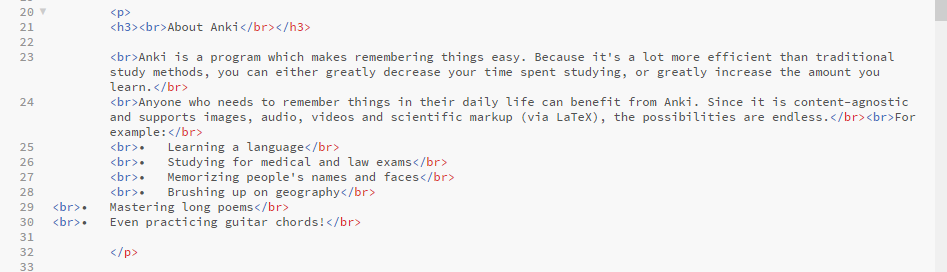 20 <p>
21 <h3><br>About Anki</br></h3>
22
23 <br>Anki is a program which makes remembering things easy. Because it's a lot more efficient than traditional
study methods, you can either greatly decrease your time spent studying, or greatly increase the amount you
learn.</br>
24 <br>Anyone who needs to remember things in their daily life can benefit from Anki. Since it is content-agnostic
and supports images, audio, videos and scientific markup (via LaTeX), the possibilities are endless.</br><br>For
example:</br>
25 <br>• Learning a language</br>
26 <br>• Studying for medical and law exams</br>
27 <br>• Memorizing people's names and faces</br>
28 <br>• Brushing up on geography</br>
29 <br>• Mastering long poems</br>
30 <br>• Even practicing guitar chords!</br>
31
32 </p>
33